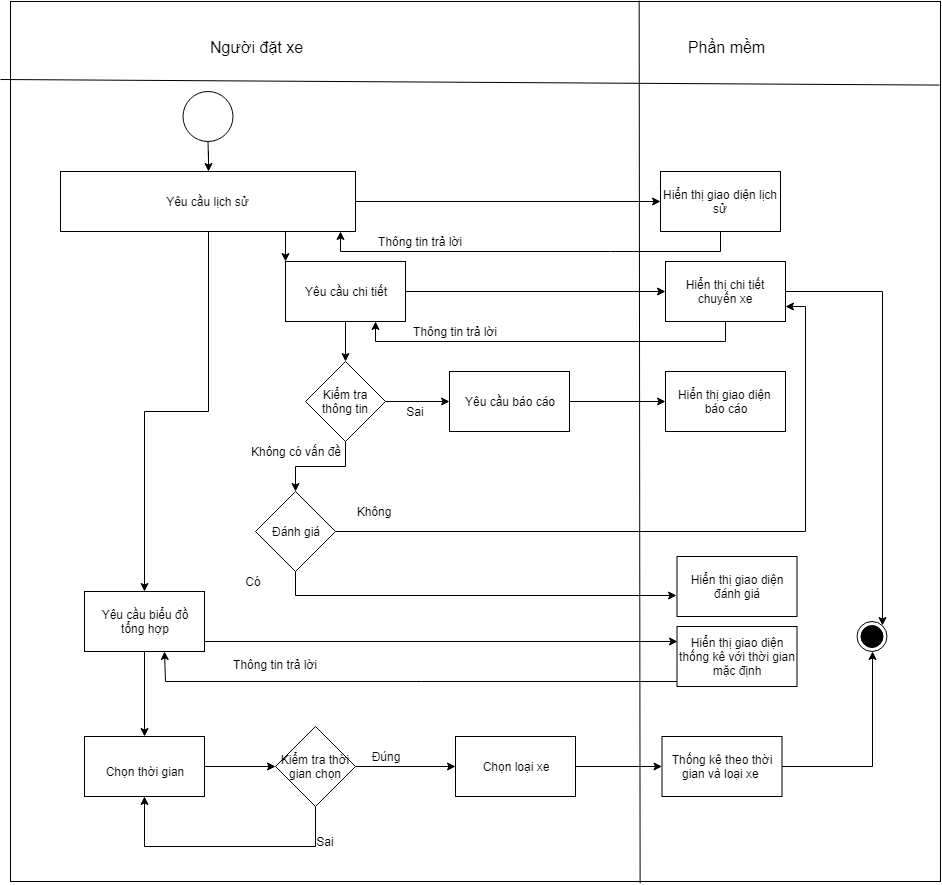 Người đặt xe
Phần mềm
Yêu cầu lịch sử
Hiển thị giao diện lịch
sử
Thông tin trả lời
Yêu cầu chi tiết
Hiển thị chi tiết
chuyến xe
Thông tin trả lời
Kiểm tra
thông tin
Sai
Yêu cầu báo cáo
Hiển thị giao diện
báo cáo
Không có vấn đề
Đánh giá
Không
Có
Hiển thị giao diện
đánh giá
Yêu cầu biểu đồ
tổng hợp
Hiển thị giao diện
thống kê với thời gian
mặc định
Thông tin trả lời
Chọn thời gian
Kiểm tra thời
gian chọn
Đúng
Chọn loại xe
Thống kê theo thời
gian và loại xe
Sai